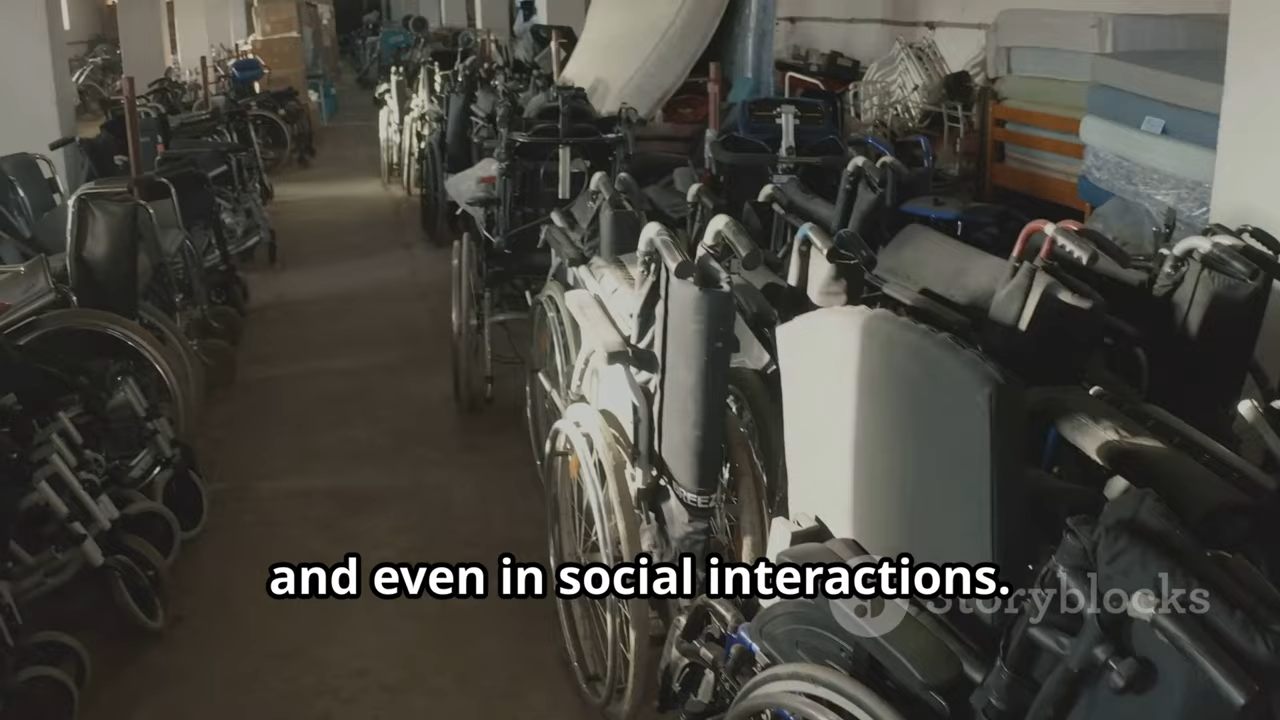 and even in social interactions.
Storyblocks